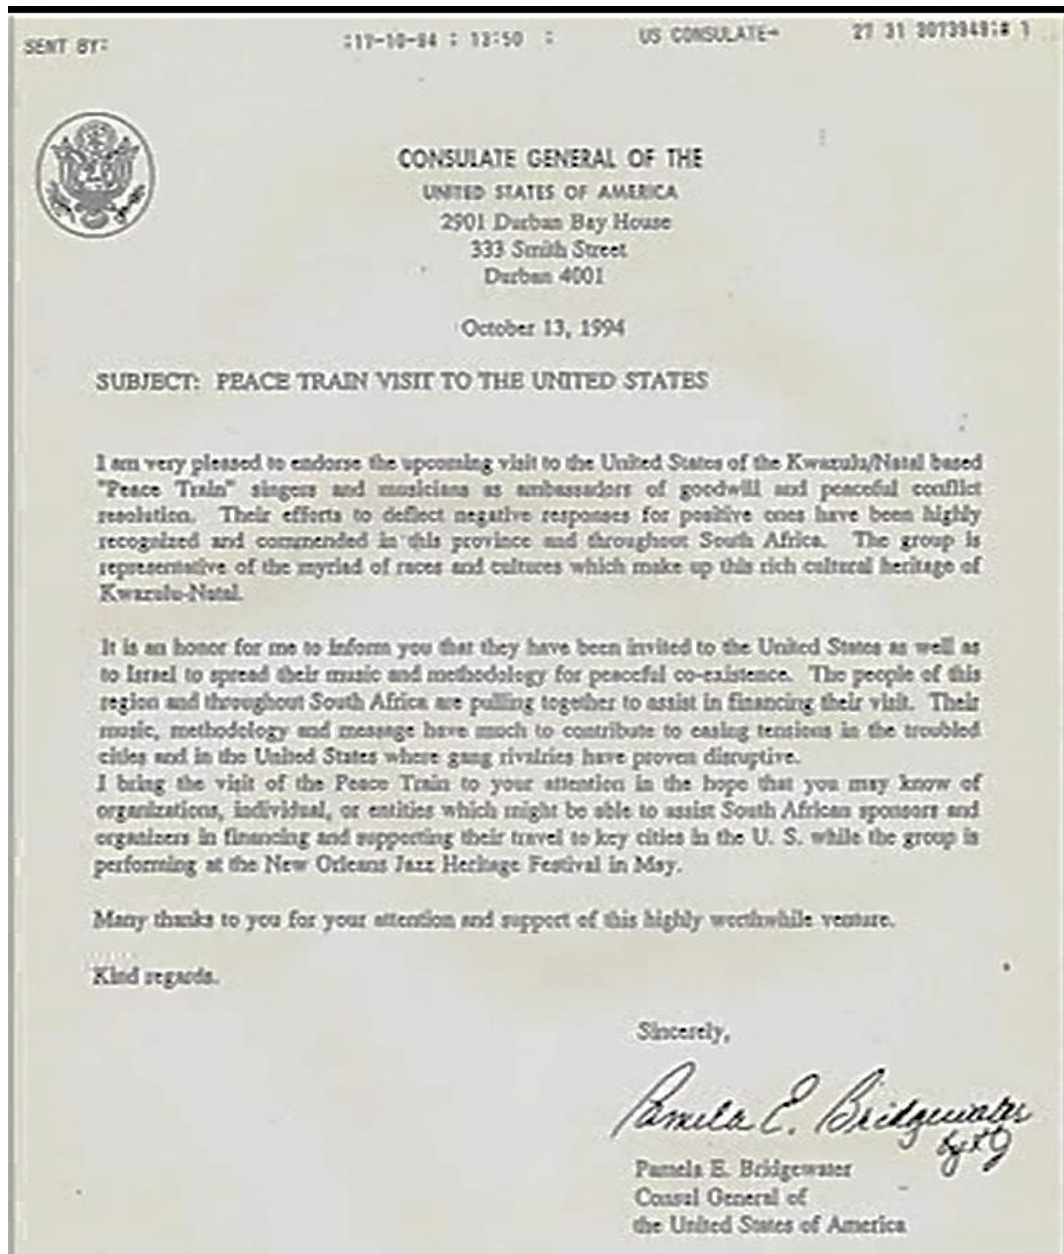 SENT BY: :17-10-94 ; 13:50 ; US CONSULATE→ 27 31 3073949;# 1
CONSULATE GENERAL OF THE
UNITED STATES OF AMERICA
2901 Durban Bay House
333 Smith Street
Durban 4001
October 13, 1994
SUBJECT: PEACE TRAIN VISIT TO THE UNITED STATES
I am very pleased to endorse the upcoming visit to the United States of the Kwazulu/Natal based
"Peace Train" singers and musicians as ambassadors of goodwill and peaceful conflict
resolution. Their efforts to deflect negative responses for positive ones have been highly
recognized and commended in this province and throughout South Africa. The group is
representative of the myriad of races and cultures which make up this rich cultural heritage of
Kwazulu-Natal.
It is an honor for me to inform you that they have been invited to the United States as well as
to Israel to spread their music and methodology for peaceful co-existence. The people of this
region and throughout South Africa are pulling together to assist in financing their visit. Their
music, methodology and message have much to contribute to easing tensions in the troubled
cities and in the United States where gang rivalries have proven disruptive.
I bring the visit of the Peace Train to your attention in the hope that you may know of
organizations, individual, or entities which might be able to assist South African sponsors and
organizers in financing and supporting their travel to key cities in the U. S. while the group is
performing at the New Orleans Jazz Heritage Festival in May.
Many thanks to you for your attention and support of this highly worthwhile venture.
Kind regards.
Sincerely,
Pamela E. Bridgewater
Pamela E. Bridgewater
Consul General of
the United States of America